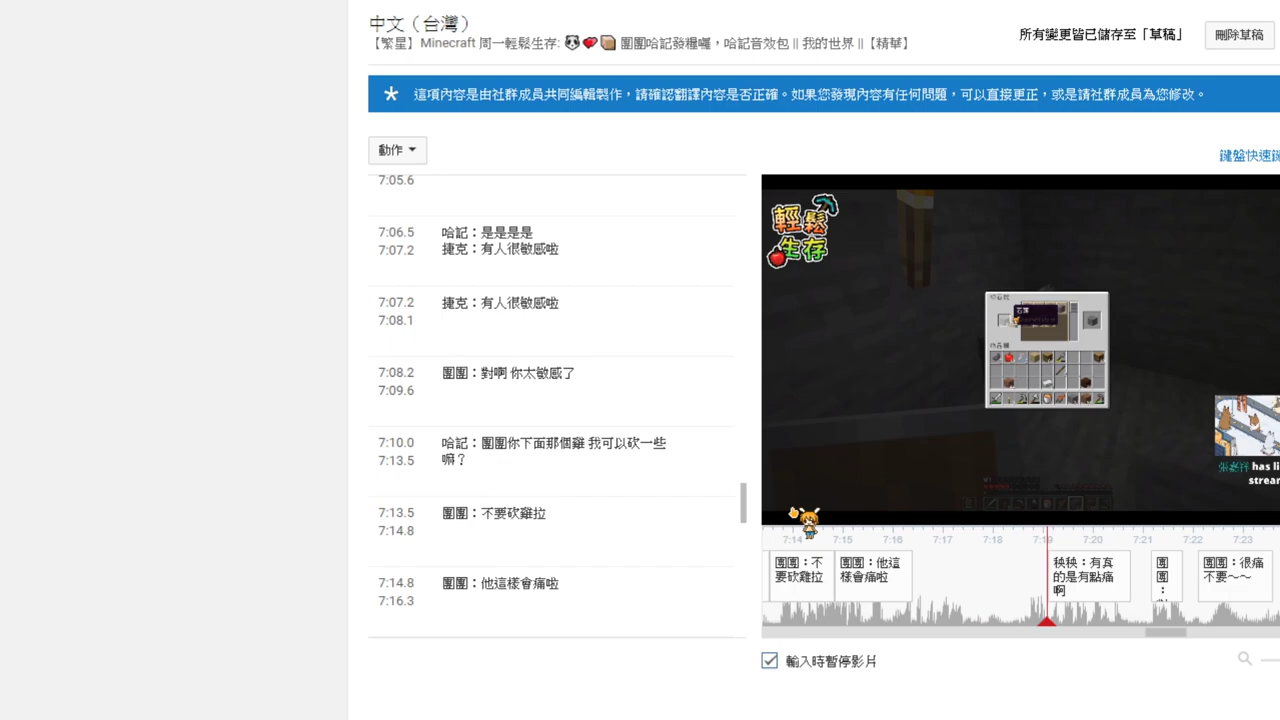 中文（台灣）
【繁星】Minecraft 周一輕鬆生存: 🐼💕📦 團團哈記發糧囉，哈記音效包 || 我的世界 ||【精華】
所有變更皆已儲存至「草稿」
刪除草稿
* 這項內容是由社群成員共同編輯製作，請確認翻譯內容是否正確。如果您發現內容有任何問題，可以直接更正，或是請社群成員為您修改。
動作
鍵盤快速鍵
7:05.6
7:06.5 哈記：是是是是
7:07.2 捷克：有人很敏感啦
7:07.2 捷克：有人很敏感啦
7:08.1
7:08.2 團團：對啊 你太敏感了
7:09.6
7:10.0 哈記：團團你下面那個雞 我可以砍一些
7:13.5 嘛？
7:13.5 團團：不要砍雞拉
7:14.8
7:14.8 團團：他這樣會痛啦
7:16.3
輕鬆
生存
石頭
has li
strear
7:14 7:15 7:16 7:17 7:18 7:19 7:20 7:21 7:22 7:23
團團：不
要砍雞拉
團團：他這
樣會痛啦
秧秧：有真
的是有點痛
啊
團
團
：
團團：很痛
不要～～
輸入時暫停影片